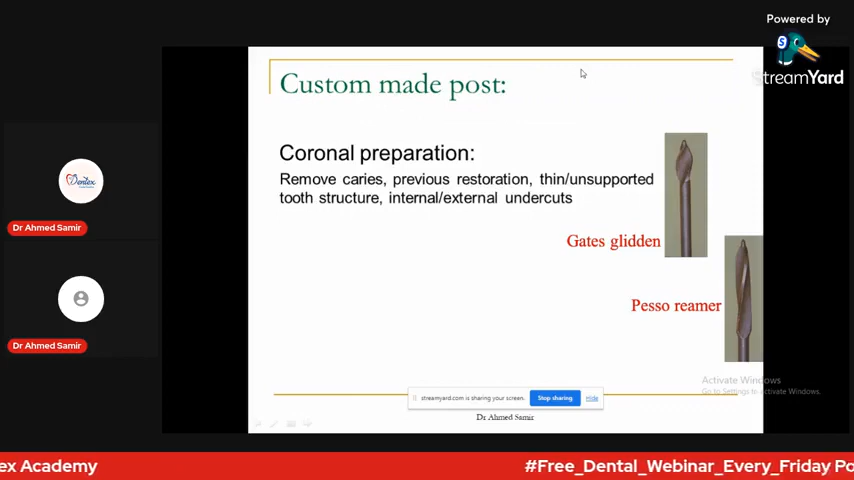 Powered by
StreamYard
Custom made post:
Coronal preparation:
Remove caries, previous restoration, thin/unsupported
tooth structure, internal/external undercuts
Gates glidden
Pesso reamer
Dentex
Dr Ahmed Samir
Dr Ahmed Samir
Activate Windows
Go to Settings to activate Windows.
streamyard.com is sharing your screen.
Stop sharing
Hide
Dr Ahmed Samir
ex Academy
#Free_Dental_Webinar_Every_Friday Po